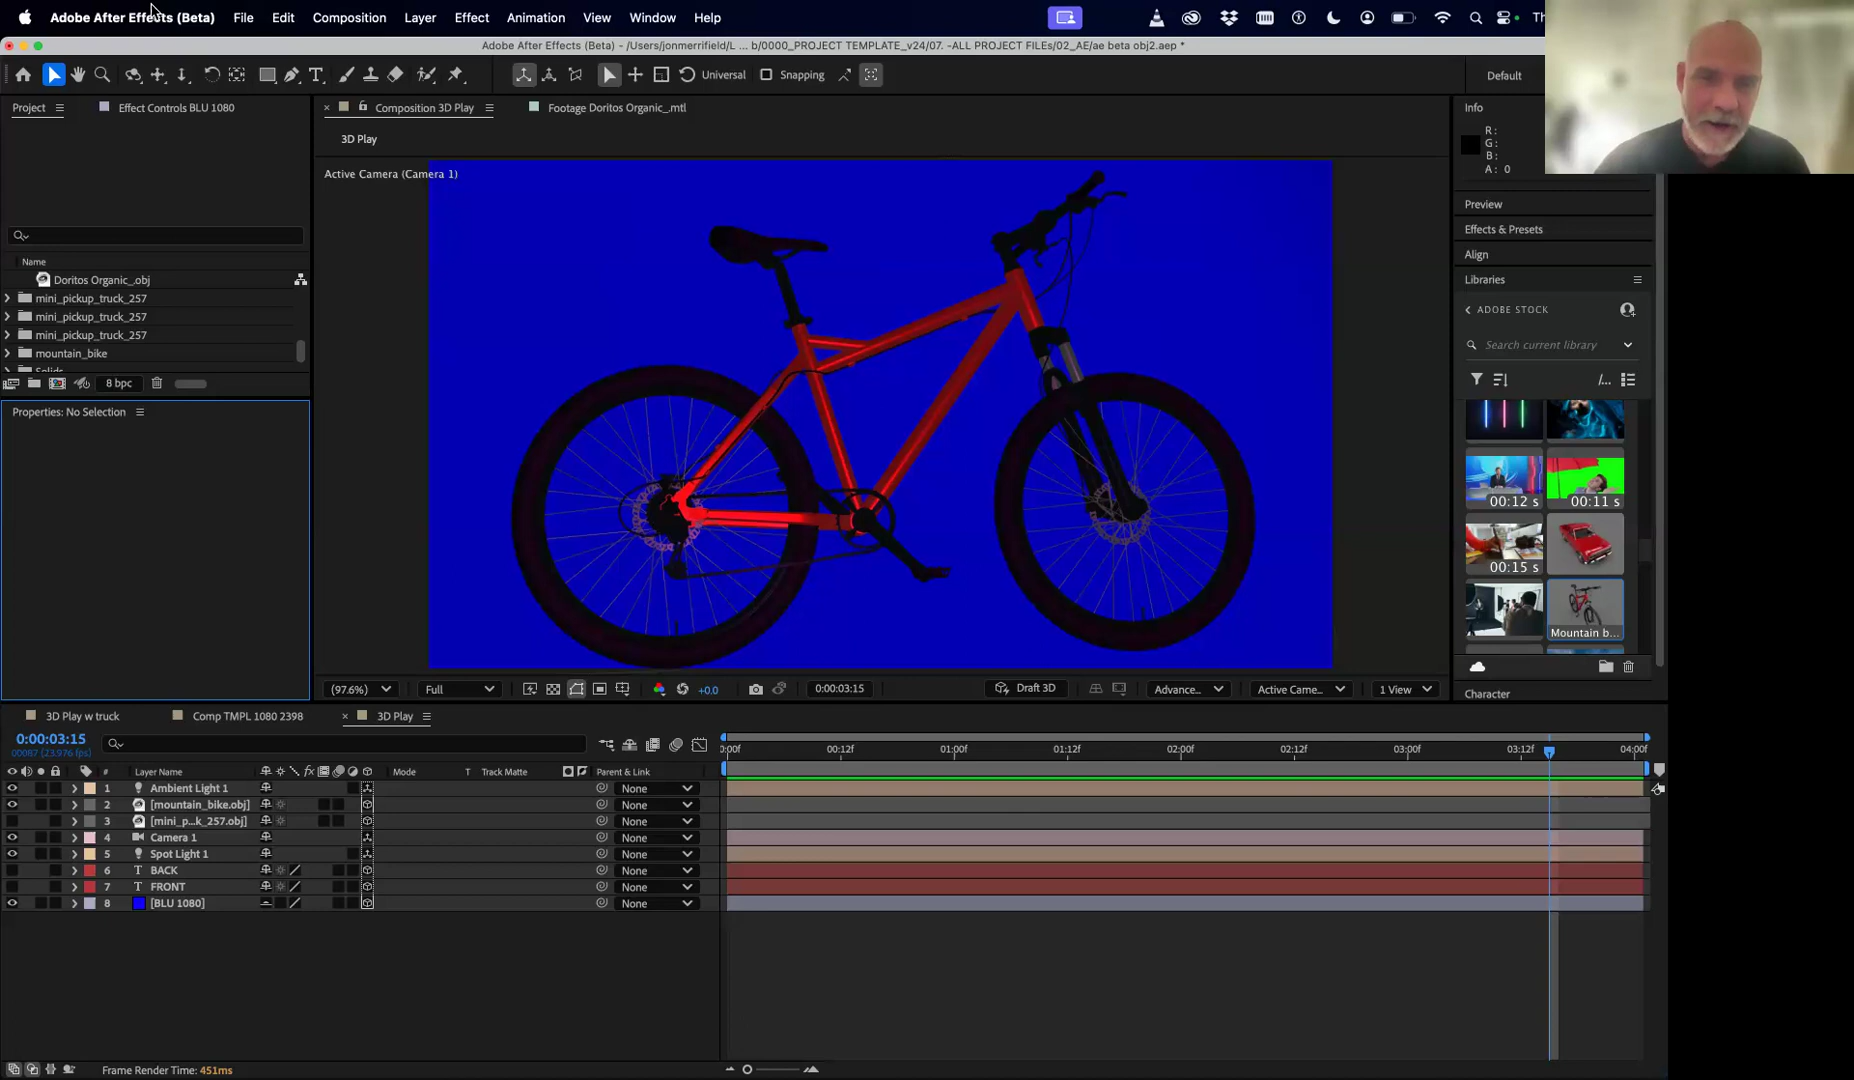 Adobe After Effects (Beta) File Edit Composition Layer Effect Animation View Window Help Th
Adobe After Effects (Beta) - /Users/jonmerrifield/L ... b/0000_PROJECT TEMPLATE_v24/07. -ALL PROJECT FILEs/02_AE/ae beta obj2.aep *
Universal Snapping Default
Project Effect Controls BLU 1080 Composition 3D Play Footage Doritos Organic_.mtl Info
3D Play
R:
G:
B:
A: 0
Active Camera (Camera 1)
Preview
Effects & Presets
Align
Libraries
ADOBE STOCK
Search current library
Name
Doritos Organic_.obj
mini_pickup_truck_257
mini_pickup_truck_257
mini_pickup_truck_257
mountain_bike
Solids
8 bpc
Properties: No Selection
00:12 s 00:11 s
00:15 s
Mountain b...
(97.6%) Full +0.0 0:00:03:15 Draft 3D Advance... Active Came... 1 View
Character
3D Play w truck Comp TMPL 1080 2398 3D Play
0:00:03:15
00087 (23.976 fps)
:00f 00:12f 01:00f 01:12f 02:00f 02:12f 03:00f 03:12f 04:00f
# Layer Name Mode T Track Matte Parent & Link
1 Ambient Light 1 None
2 [mountain_bike.obj] None
3 [mini_p...k_257.obj] None
4 Camera 1 None
5 Spot Light 1 None
6 T BACK None
7 T FRONT None
8 [BLU 1080] None
Frame Render Time: 451ms